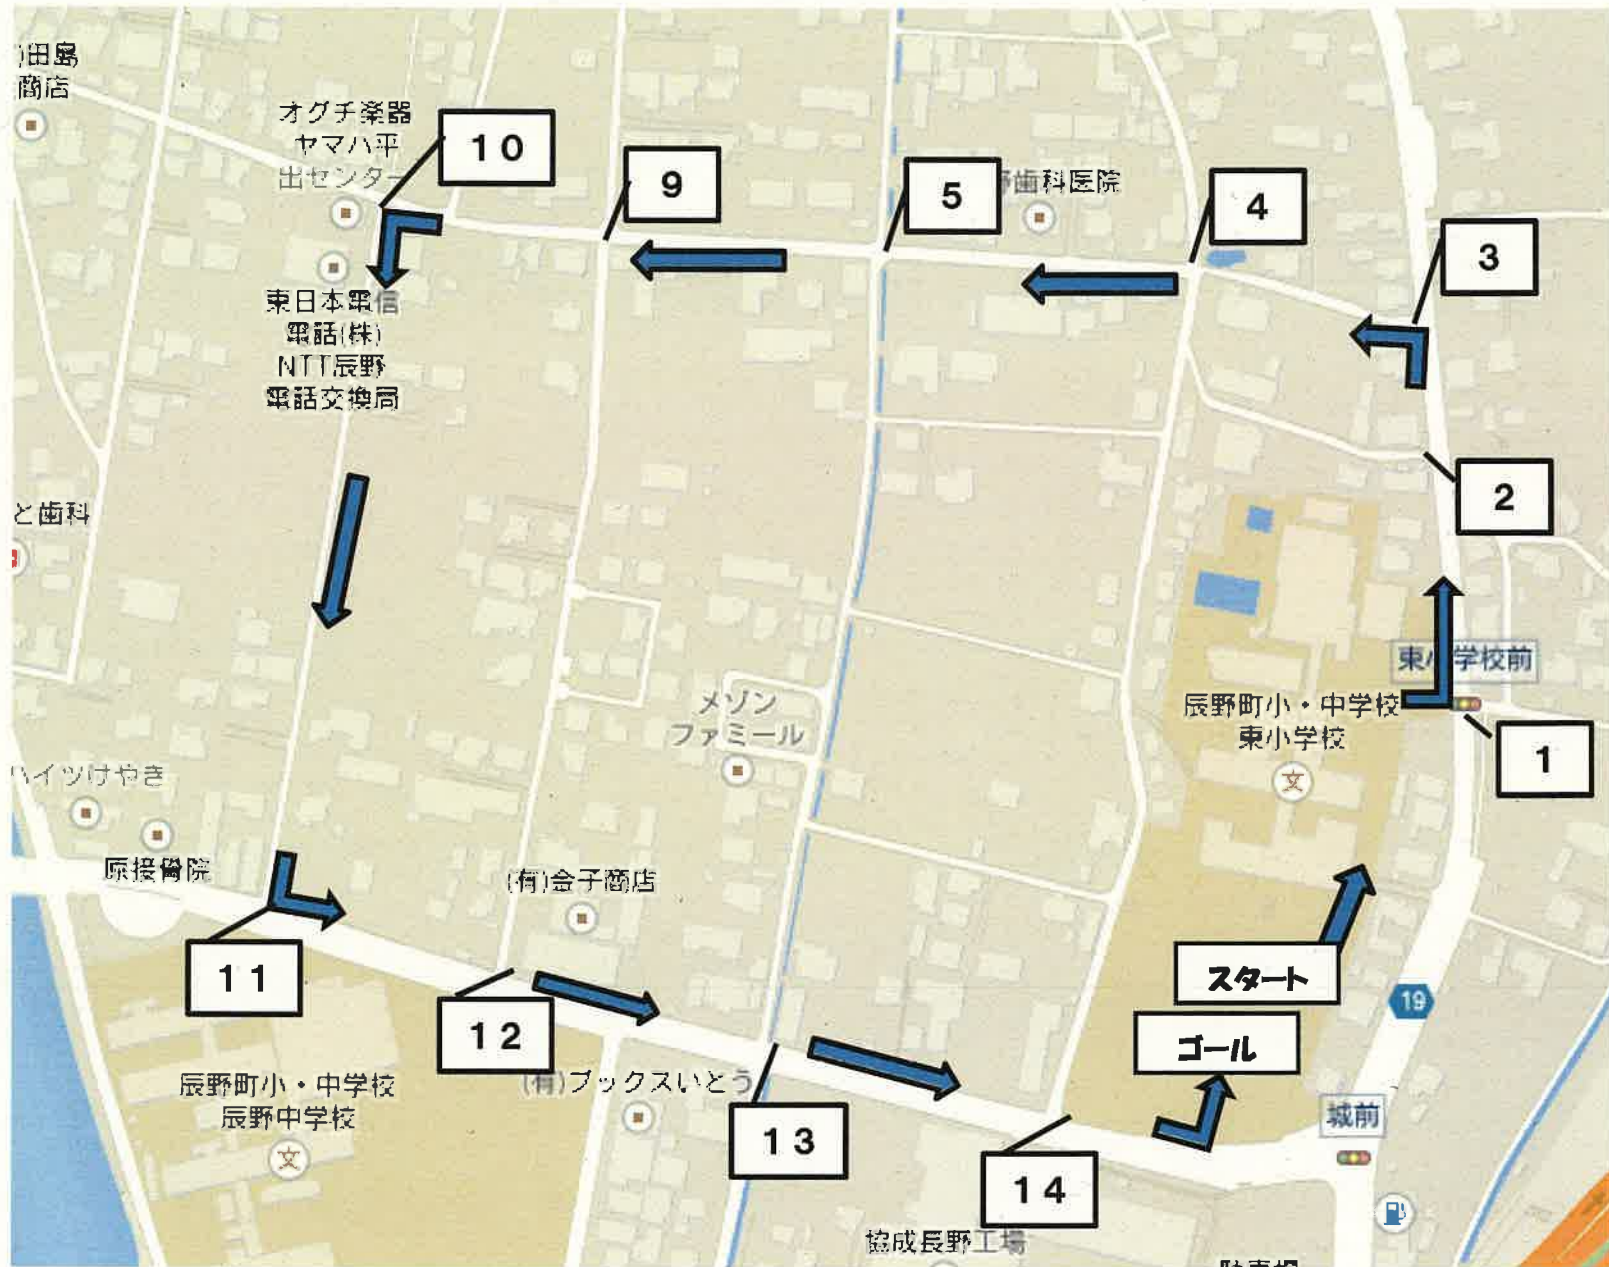 )田島
商店
オグチ楽器
ヤマハ平
出センター
10
9
5
歯科医院
4
3
東日本電信
電話(株)
NTT辰野
電話交換局
と歯科
2
東小学校前
辰野町小・中学校
東小学校
文
1
メゾン
ファミール
ハイツけやき
原接骨院
(有)金子商店
11
12
スタート
19
ゴール
辰野町小・中学校
辰野中学校
文
(有)ブックスいとう
13
城前
14
協成長野工場